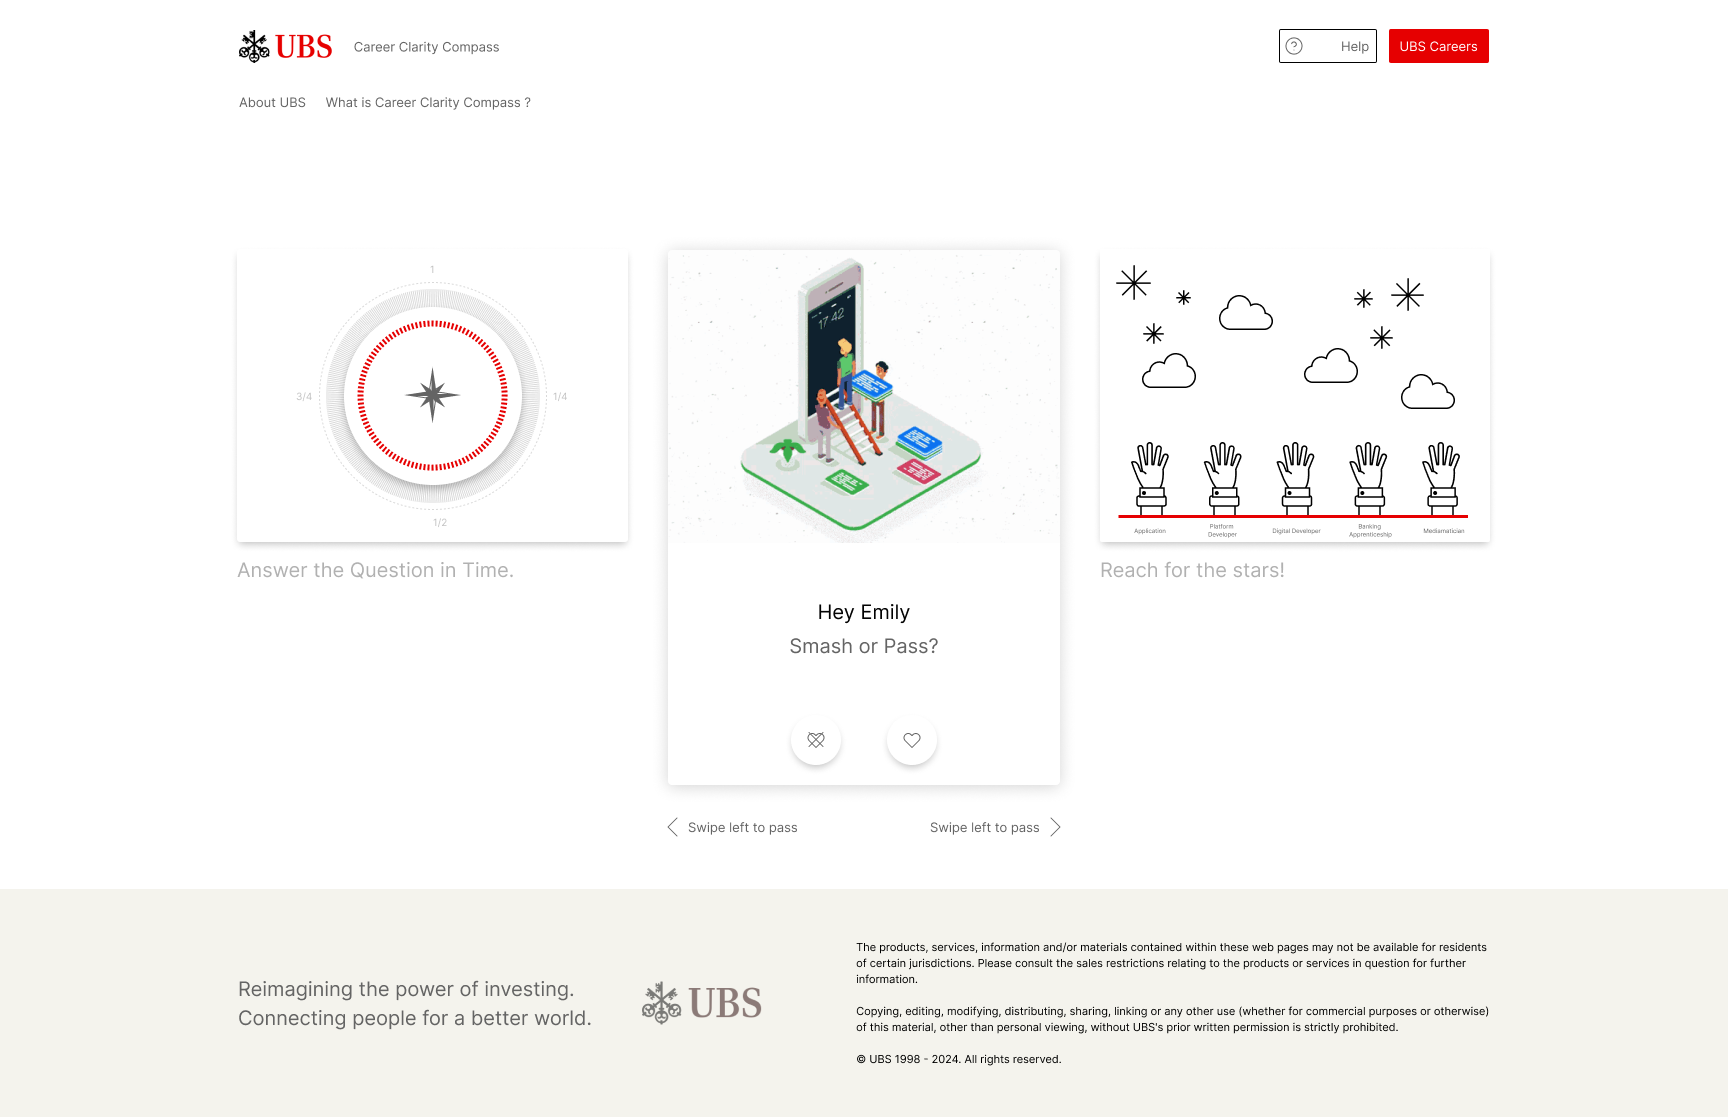 UBS
Career Clarity Compass
Help
UBS Careers
About UBS
What is Career Clarity Compass ?
1
3/4
1/4
1/2
Answer the Question in Time.
17 42
Hey Emily
Smash or Pass?
Swipe left to pass
Swipe left to pass
Application
Platform
Developer
Digital Developer
Banking
Apprenticeship
Mediamatician
Reach for the stars!
Reimagining the power of investing.
Connecting people for a better world.
UBS
The products, services, information and/or materials contained within these web pages may not be available for residents
of certain jurisdictions. Please consult the sales restrictions relating to the products or services in question for further
information.
Copying, editing, modifying, distributing, sharing, linking or any other use (whether for commercial purposes or otherwise)
of this material, other than personal viewing, without UBS's prior written permission is strictly prohibited.
© UBS 1998 - 2024. All rights reserved.